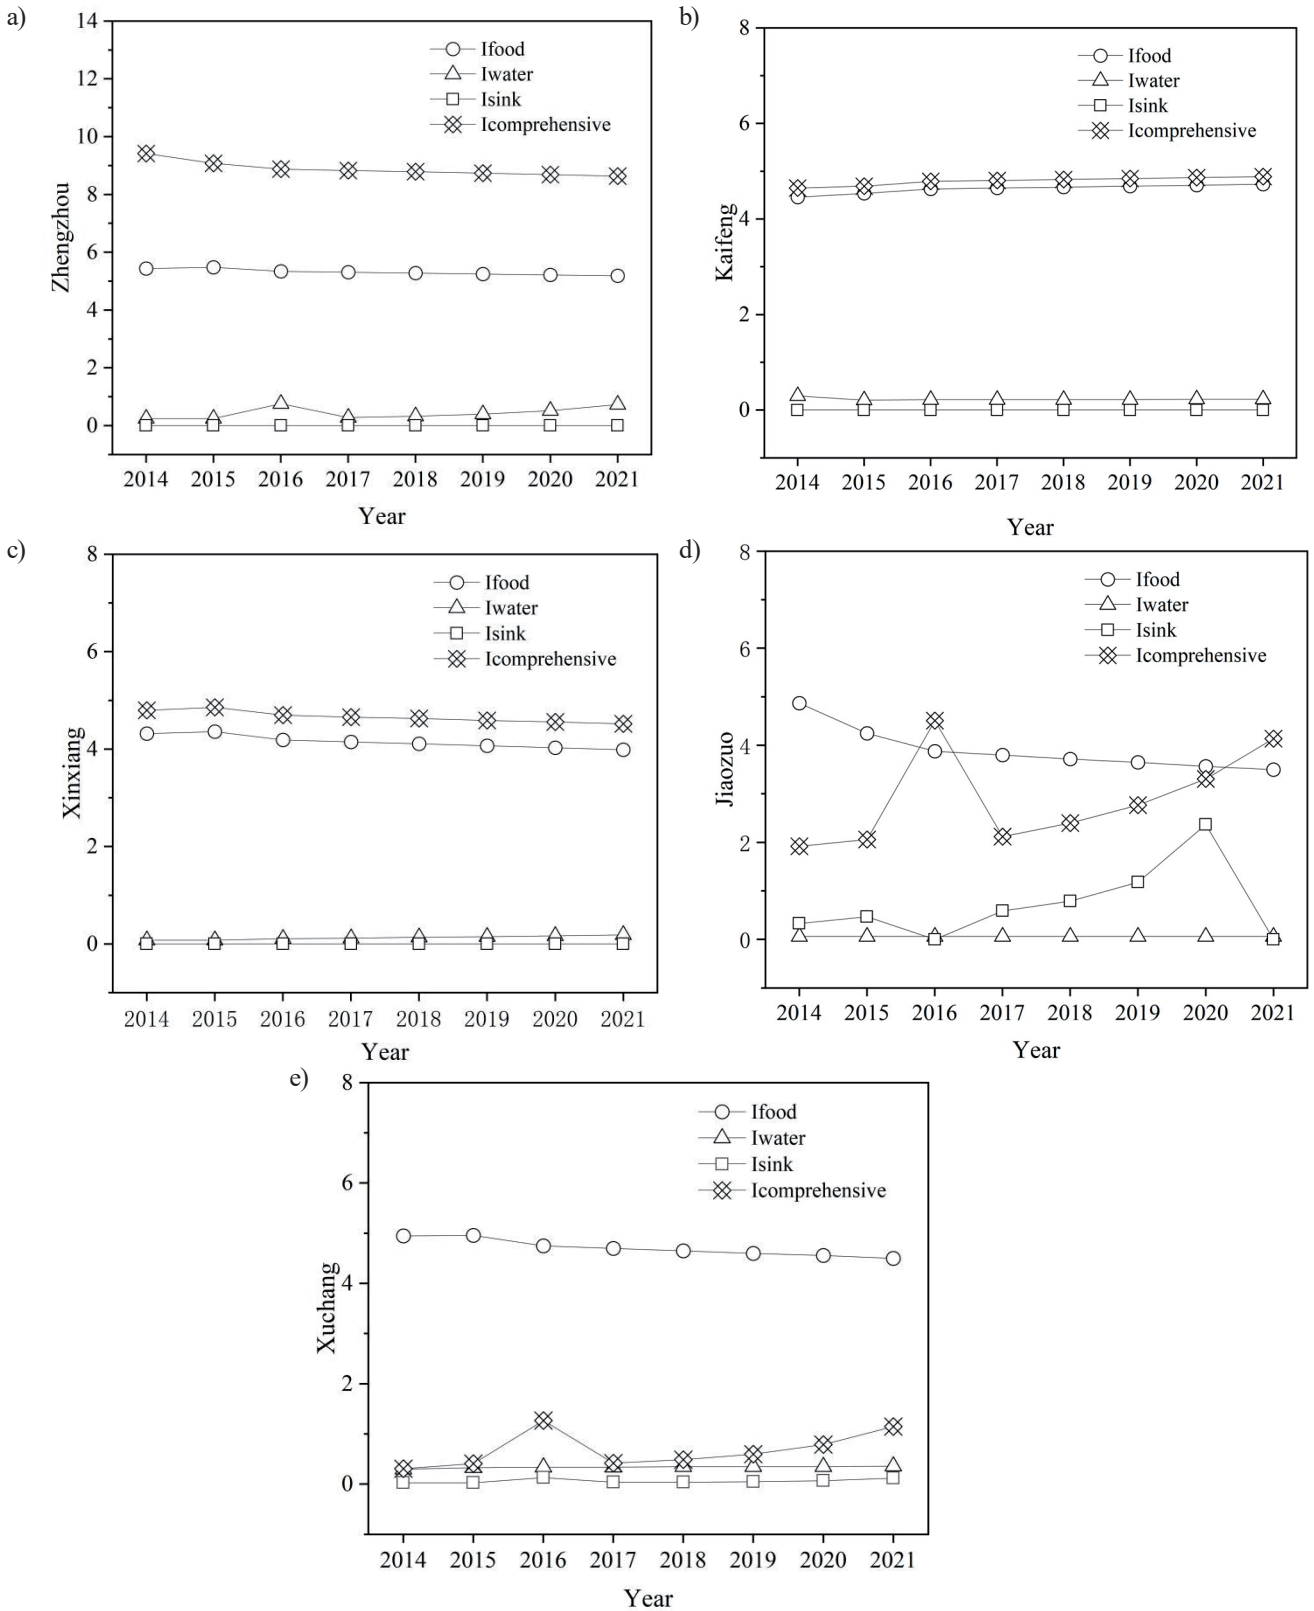 a)
14
12
10
8
6
4
2
0
Zhengzhou
Ifood
Iwater
Isink
Icomprehensive
2014 2015 2016 2017 2018 2019 2020 2021
Year
b)
8
6
4
2
0
Kaifeng
Ifood
Iwater
Isink
Icomprehensive
2014 2015 2016 2017 2018 2019 2020 2021
Year
c)
8
6
4
2
0
Xinxiang
Ifood
Iwater
Isink
Icomprehensive
2014 2015 2016 2017 2018 2019 2020 2021
Year
d)
8
6
4
2
0
Jiaozuo
Ifood
Iwater
Isink
Icomprehensive
2014 2015 2016 2017 2018 2019 2020 2021
Year
e)
8
6
4
2
0
Xuchang
Ifood
Iwater
Isink
Icomprehensive
2014 2015 2016 2017 2018 2019 2020 2021
Year